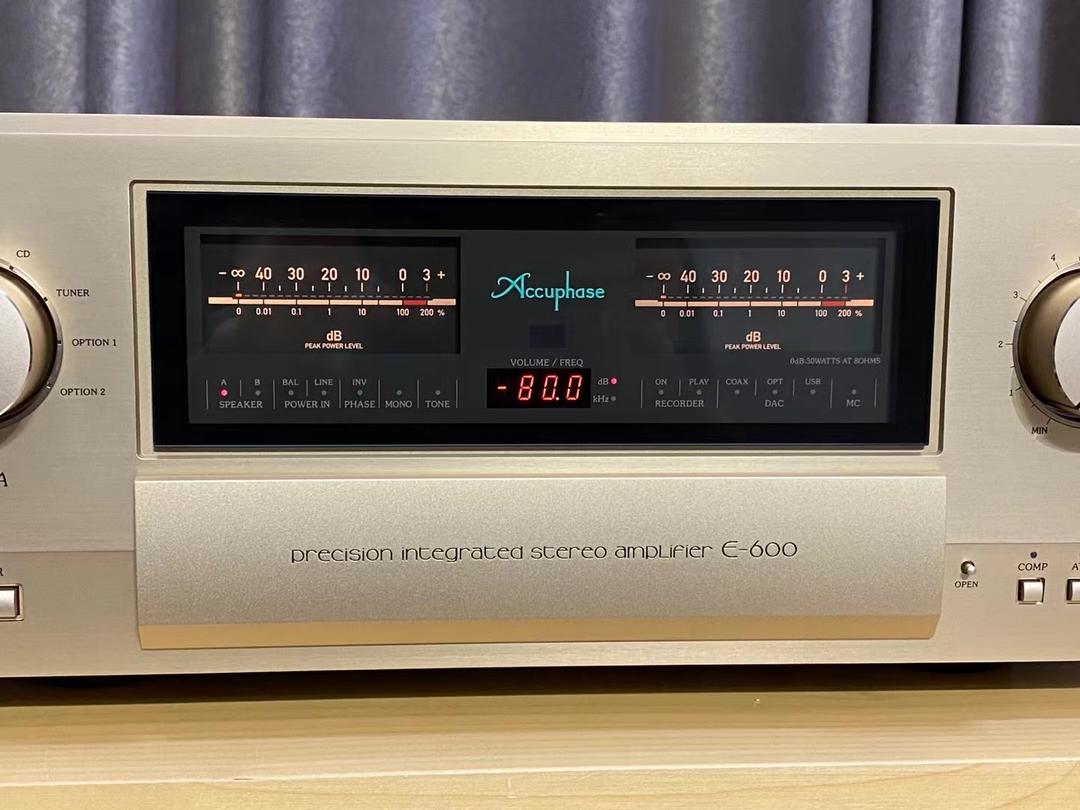 CD
TUNER
OPTION 1
OPTION 2
- ∞ 40 30 20 10 0 3 +
0 0.01 0.1 1 10 100 200 %
dB
PEAK POWER LEVEL
Accuphase
- ∞ 40 30 20 10 0 3 +
0 0.01 0.1 1 10 100 200 %
dB
PEAK POWER LEVEL
0dB-30WATTS AT 8OHMS
VOLUME / FREQ
-80.0
dB
kHz
A B BAL LINE INV
SPEAKER POWER IN PHASE MONO TONE
ON PLAY COAX OPT USB
RECORDER DAC MC
4
3
2
1
MIN
precision integrated stereo amplifier E-600
OPEN
COMP